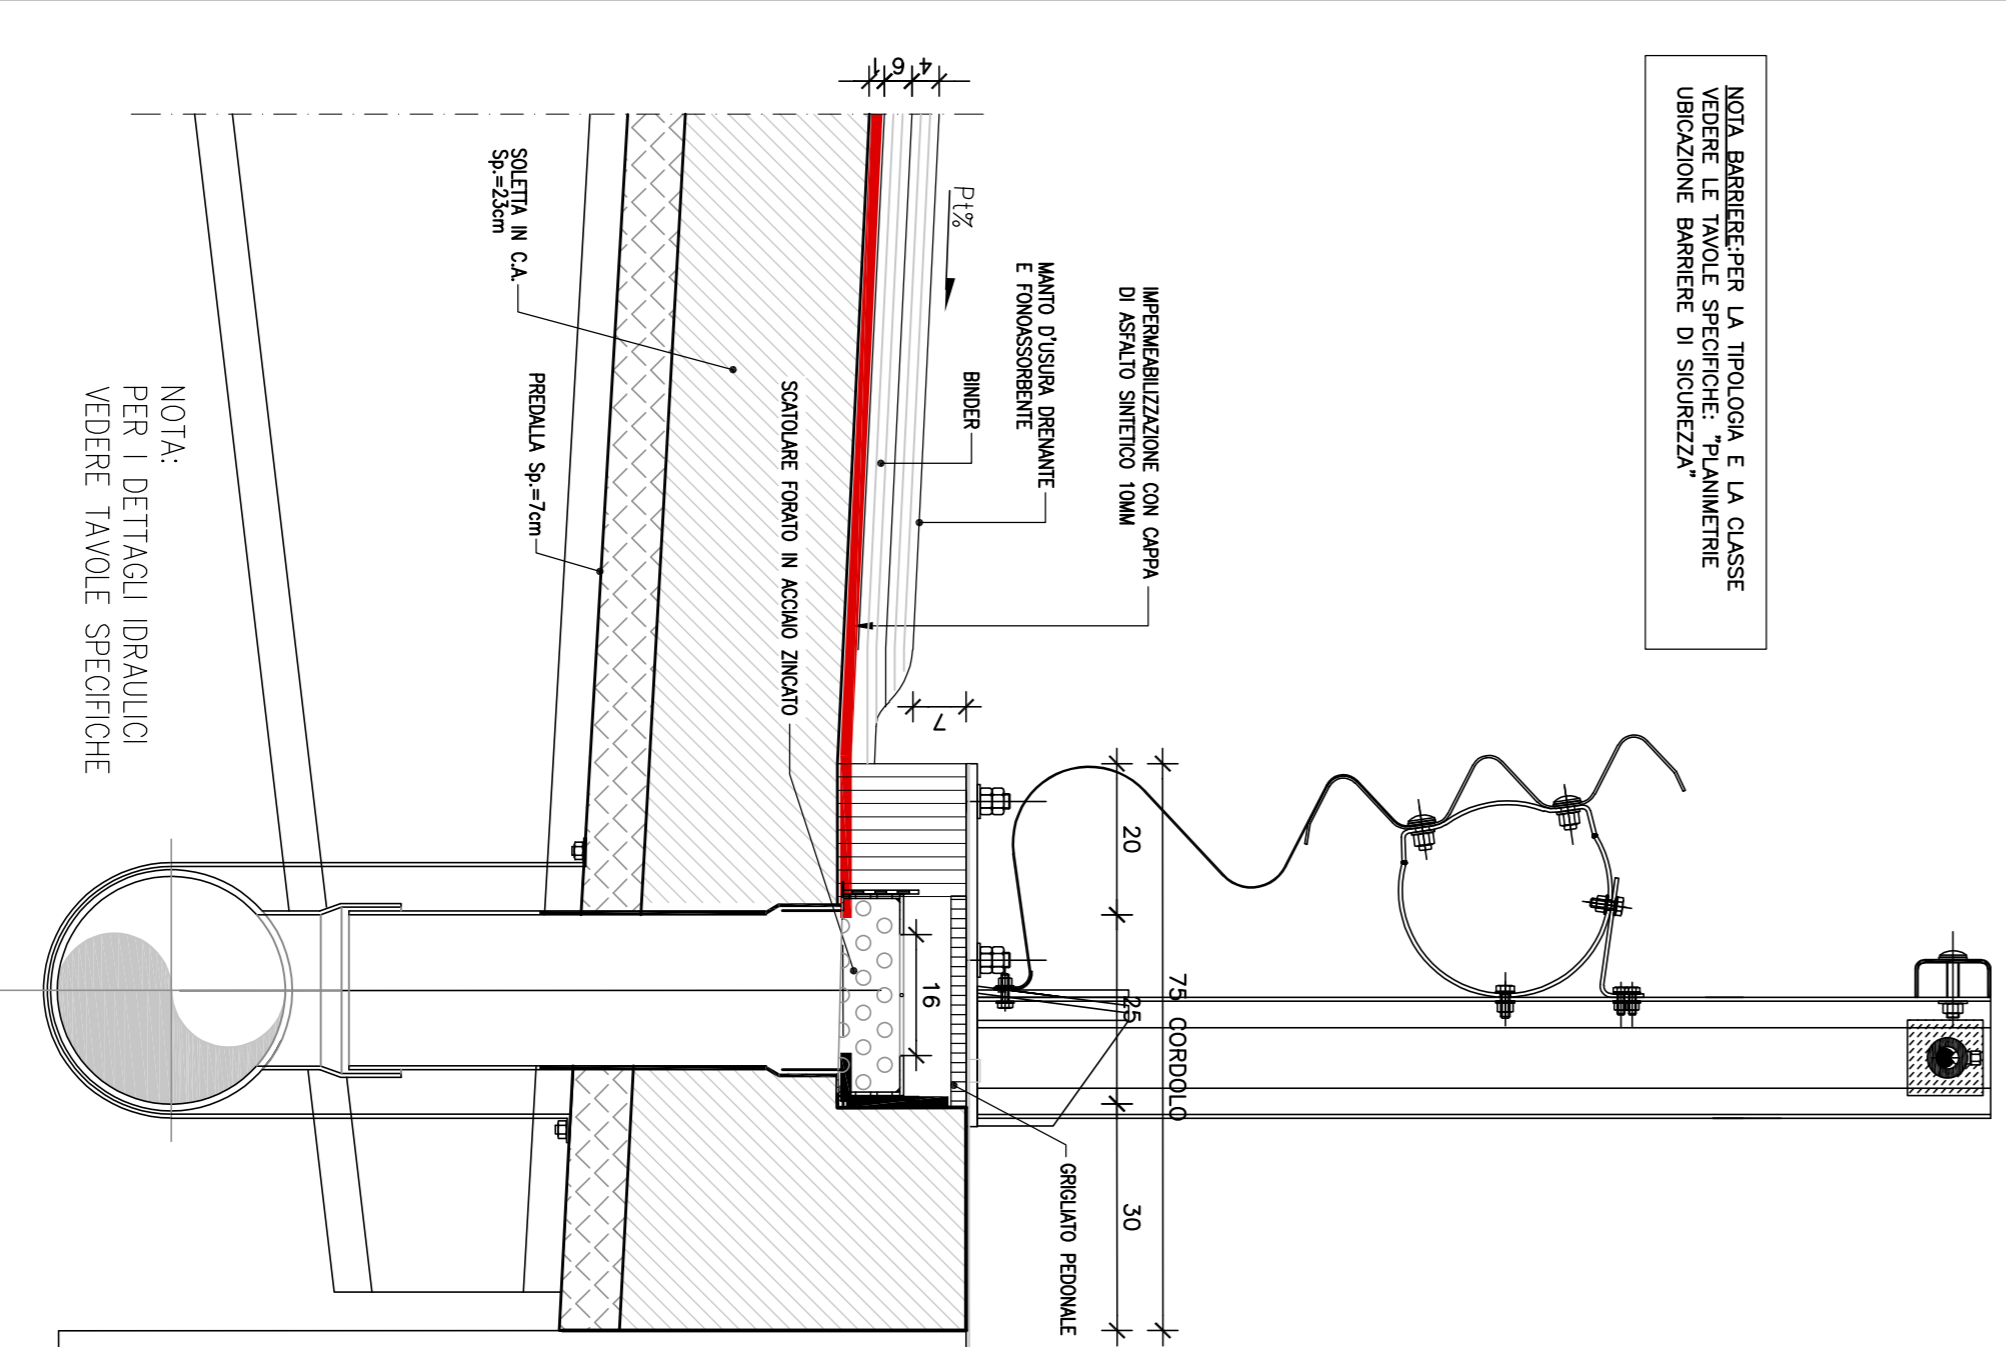 NOTA BARRIERE:PER LA TIPOLOGIA E LA CLASSE
VEDERE LE TAVOLE SPECIFICHE: "PLANIMETRIE
UBICAZIONE BARRIERE DI SICUREZZA"
IMPERMEABILIZZAZIONE CON CAPPA
DI ASFALTO SINTETICO 10MM
MANTO D'USURA DRENANTE
E FONOASSORBENTE
BINDER
Pt%
4
6
1
7
75 CORDOLO
20
25
30
16
GRIGLIATO PEDONALE
SCATOLARE FORATO IN ACCIAIO ZINCATO
SOLETTA IN C.A.
Sp.=23cm
PREDALLA Sp.=7cm
NOTA:
PER I DETTAGLI IDRAULICI
VEDERE TAVOLE SPECIFICHE